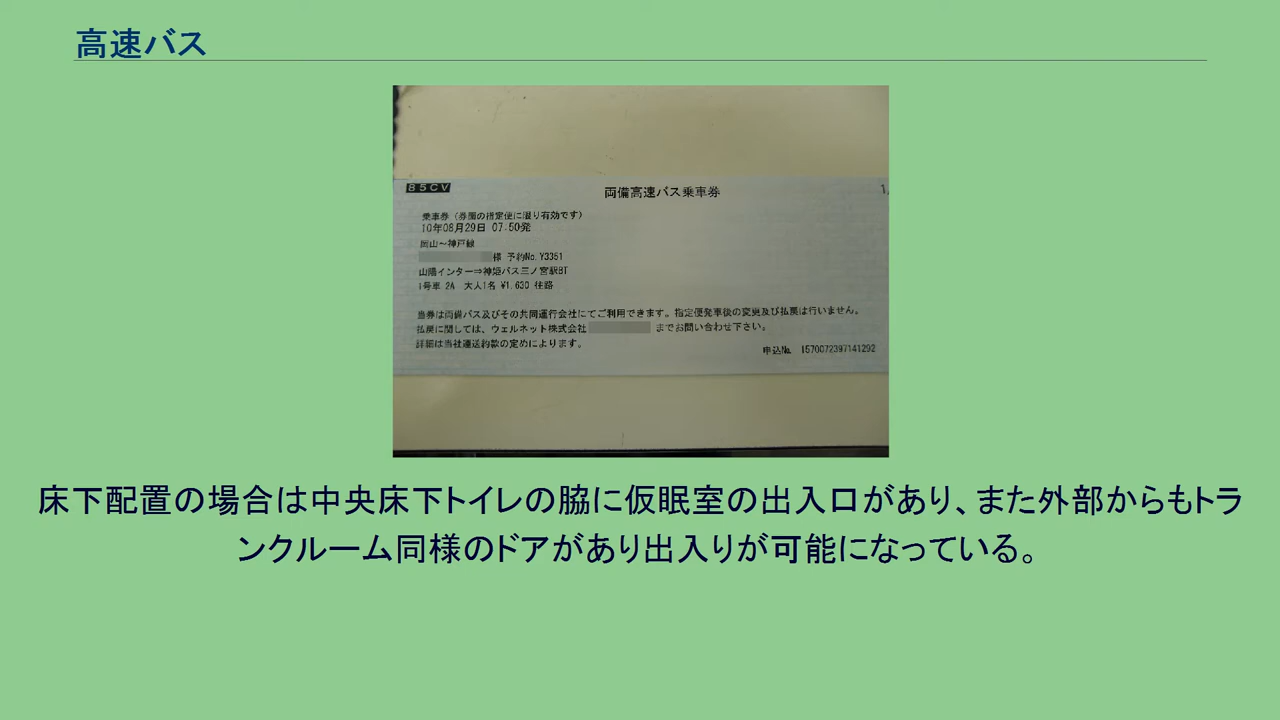 高速バス
85CV
両備高速バス乗車券
1
乗車券(券面の指定便に限り有効です)
10年08月29日 07:50発
岡山～神戸線
様 予約No.Y3351
山陽インター⇒神姫バス三ノ宮駅BT
1号車 2A 大人1名 ¥1,630 往路
当券は両備バス及びその共同運行会社にてご利用できます。指定便発車後の変更及び払戻は行いません。
払戻に関しては、ウェルネット株式会社 までお問い合わせ下さい。
詳細は当社運送約款の定めによります。
申込No. 1570072397141292
床下配置の場合は中央床下トイレの脇に仮眠室の出入口があり、また外部からもトラ
ンクルーム同様のドアがあり出入りが可能になっている。